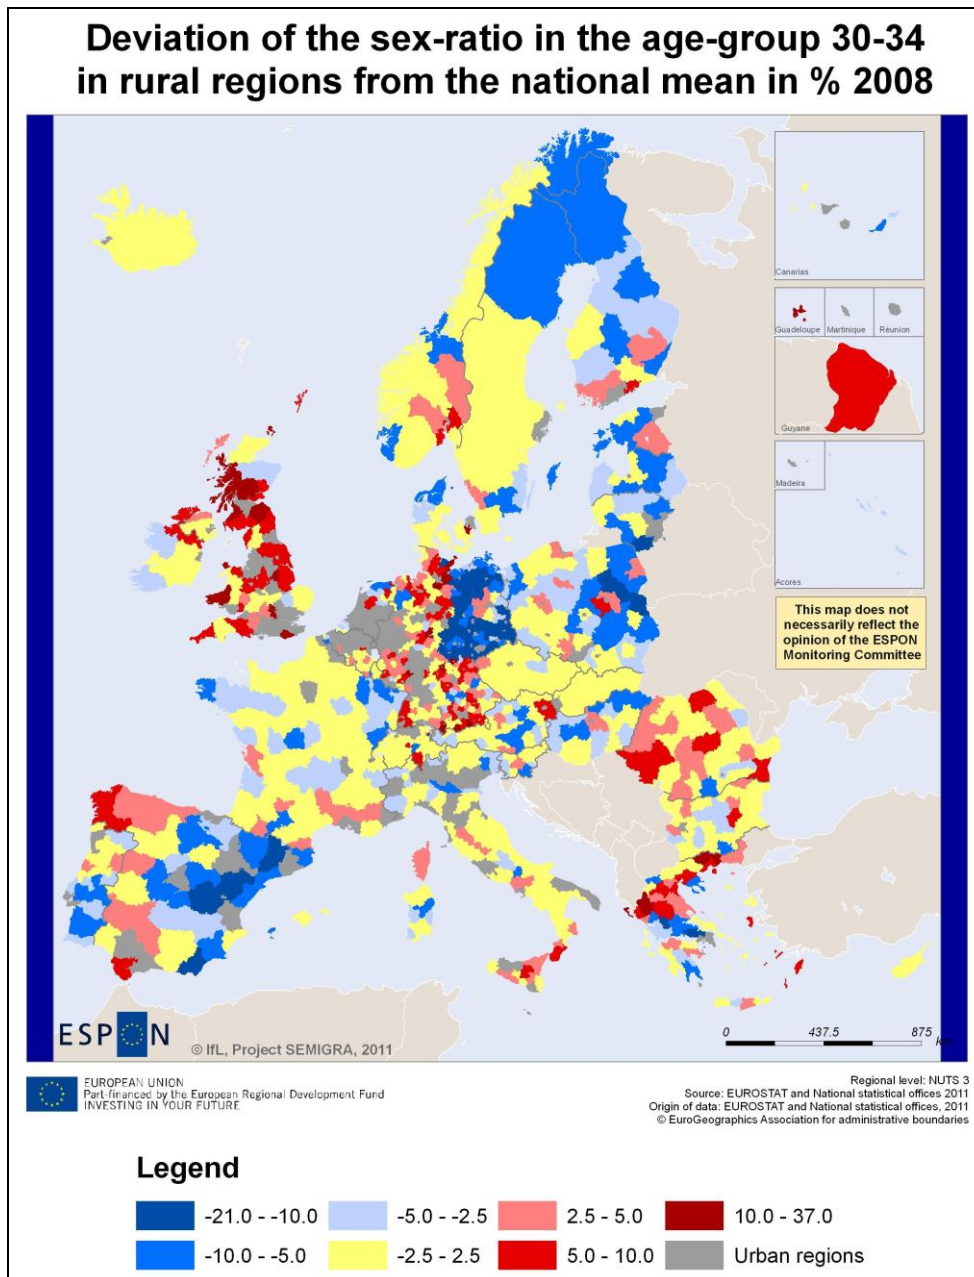 Deviation of the sex-ratio in the age-group 30-34
in rural regions from the national mean in % 2008
Canarias
Guadeloupe
Martinique
Réunion
Guyane
Madeira
Acores
This map does not
necessarily reflect the
opinion of the ESPON
Monitoring Committee
ESPON
© IfL, Project SEMIGRA, 2011
0
437.5
875
EUROPEAN UNION
Part-financed by the European Regional Development Fund
INVESTING IN YOUR FUTURE
Regional level: NUTS 3
Source: EUROSTAT and National statistical offices 2011
Origin of data: EUROSTAT and National statistical offices, 2011
© EuroGeographics Association for administrative boundaries
Legend
-21.0 - -10.0
-5.0 - -2.5
2.5 - 5.0
10.0 - 37.0
-10.0 - -5.0
-2.5 - 2.5
5.0 - 10.0
Urban regions